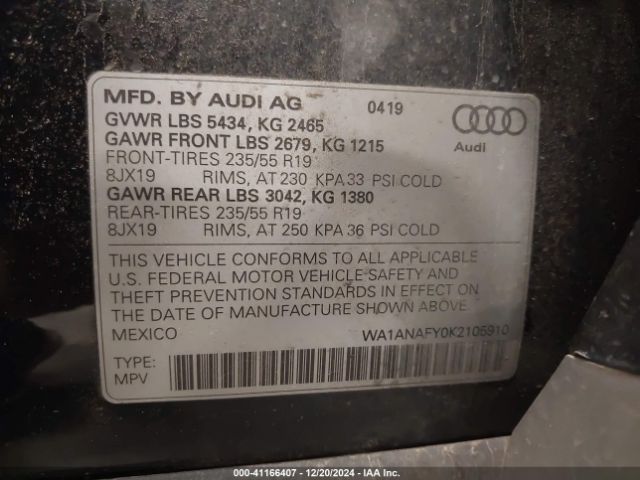 MFD. BY AUDI AG 0419
GVWR LBS 5434, KG 2465
GAWR FRONT LBS 2679, KG 1215
Audi
FRONT-TIRES 235/55 R19
8JX19 RIMS, AT 230 KPA 33 PSI COLD
GAWR REAR LBS 3042, KG 1380
REAR-TIRES 235/55 R19
8JX19 RIMS, AT 250 KPA 36 PSI COLD
THIS VEHICLE CONFORMS TO ALL APPLICABLE
U.S. FEDERAL MOTOR VEHICLE SAFETY AND
THEFT PREVENTION STANDARDS IN EFFECT ON
THE DATE OF MANUFACTURE SHOWN ABOVE.
MEXICO WA1ANAFY0K2105910
TYPE:
MPV
000-41166407 - 12/20/2024 - IAA Inc.